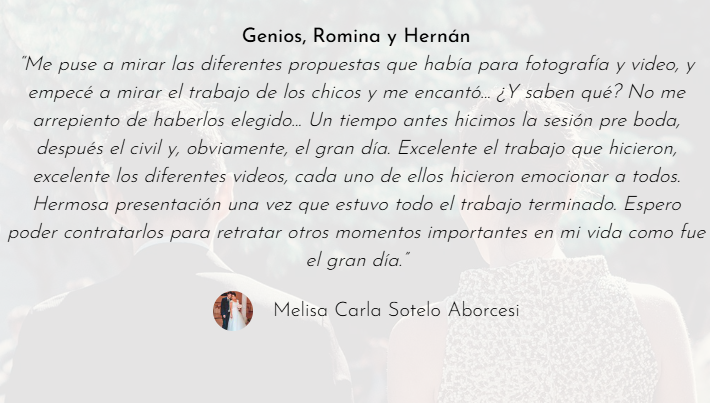 Genios, Romina y Hernán
"Me puse a mirar las diferentes propuestas que había para fotografía y video, y
empecé a mirar el trabajo de los chicos y me encantó... ¿Y saben qué? No me
arrepiento de haberlos elegido... Un tiempo antes hicimos la sesión pre boda,
después el civil y, obviamente, el gran día. Excelente el trabajo que hicieron,
excelente los diferentes videos, cada uno de ellos hicieron emocionar a todos.
Hermosa presentación una vez que estuvo todo el trabajo terminado. Espero
poder contratarlos para retratar otros momentos importantes en mi vida como fue
el gran día."
Melisa Carla Sotelo Aborcesi